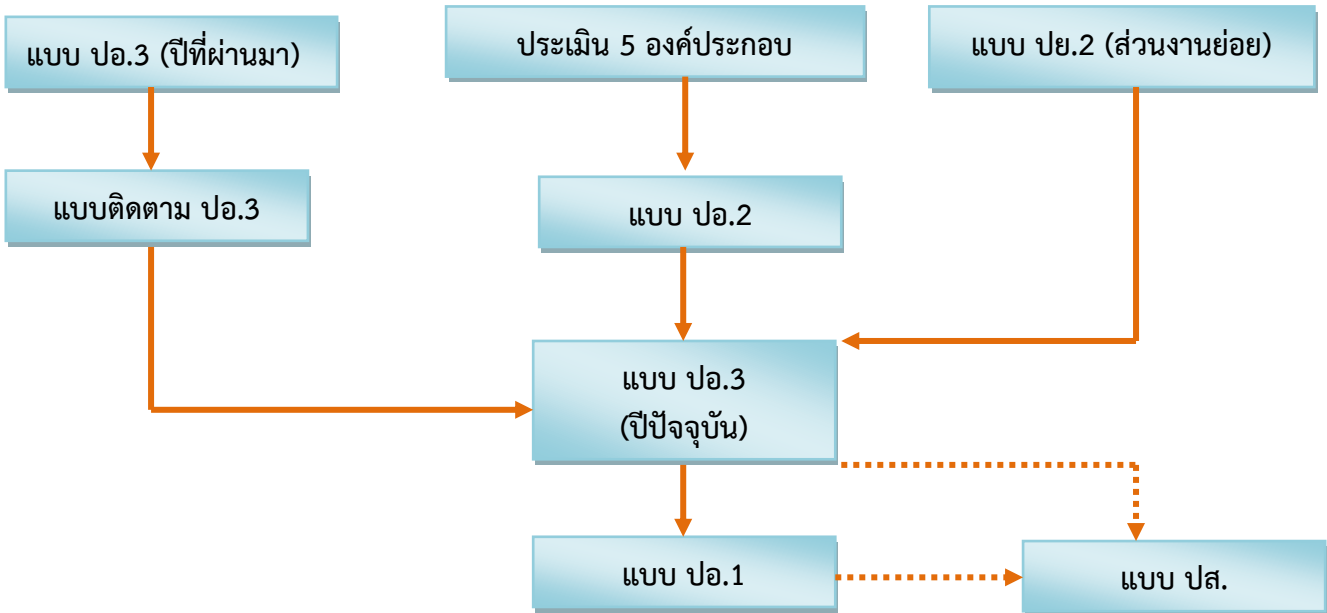 แบบ ปอ.3 (ปีที่ผ่านมา)
ประเมิน 5 องค์ประกอบ
แบบ ปย.2 (ส่วนงานย่อย)
แบบติดตาม ปอ.3
แบบ ปอ.2
แบบ ปอ.3
(ปีปัจจุบัน)
แบบ ปอ.1
แบบ ปส.